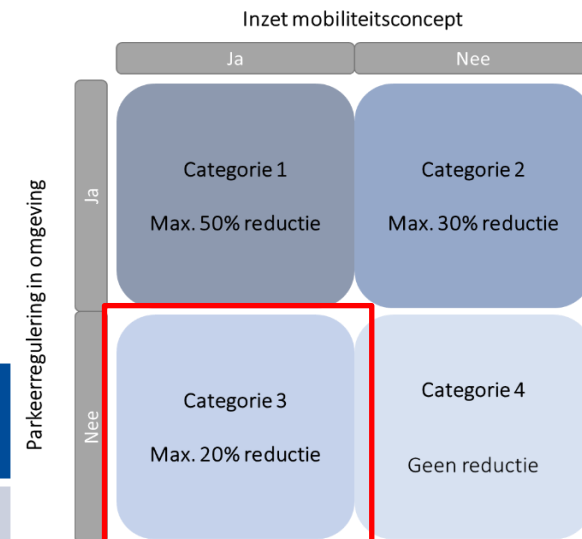 Inzet mobiliteitsconcept
Ja
Nee
Parkeerregulering in omgeving
Ja
Categorie 1
Max. 50% reductie
Categorie 2
Max. 30% reductie
Nee
Categorie 3
Max. 20% reductie
Categorie 4
Geen reductie